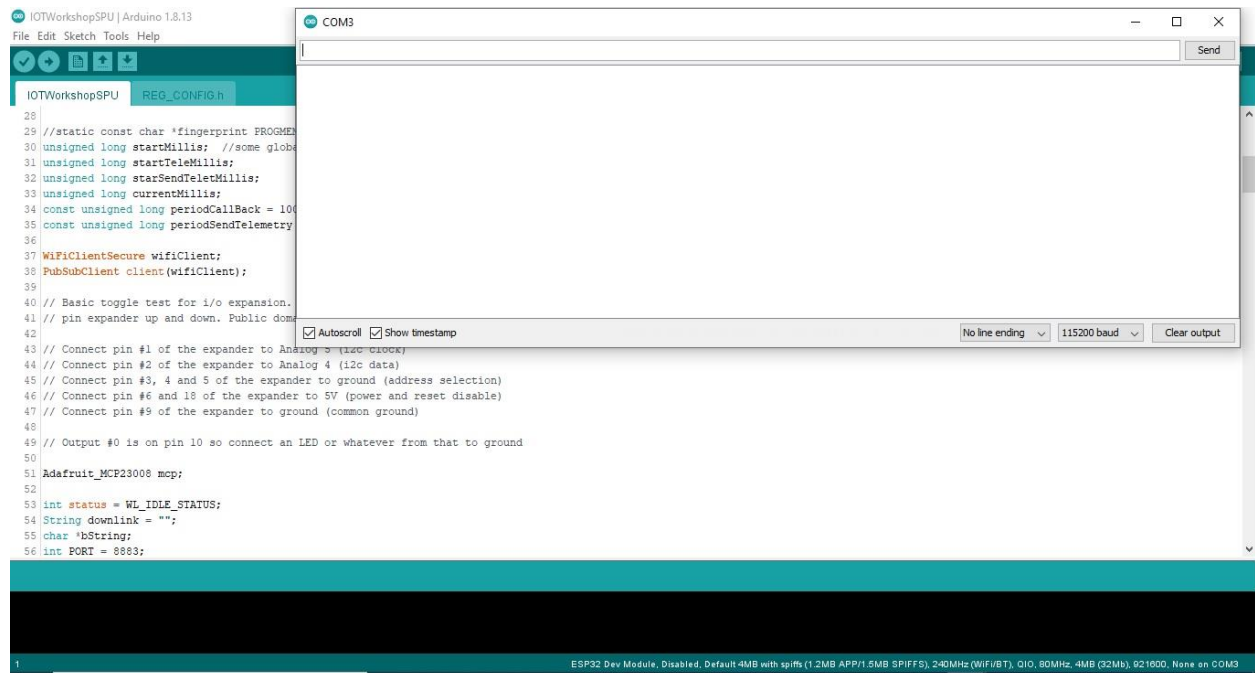 IOTWorkshopSPU | Arduino 1.8.13
File Edit Sketch Tools Help
COM3
Send
IOTWorkshopSPU
REG_CONFIG.h
28
29 //static const char *fingerprint PROGMEM
30 unsigned long startMillis; //some globa
31 unsigned long startTeleMillis;
32 unsigned long starSendTeletMillis;
33 unsigned long currentMillis;
34 const unsigned long periodCallBack = 100
35 const unsigned long periodSendTelemetry
36
37 WiFiClientSecure wifiClient;
38 PubSubClient client(wifiClient);
39
40 // Basic toggle test for i/o expansion.
41 // pin expander up and down. Public doma
42
Autoscroll Show timestamp No line ending 115200 baud Clear output
43 // Connect pin #1 of the expander to Analog 5 (i2c clock)
44 // Connect pin #2 of the expander to Analog 4 (i2c data)
45 // Connect pin #3, 4 and 5 of the expander to ground (address selection)
46 // Connect pin #6 and 18 of the expander to 5V (power and reset disable)
47 // Connect pin #9 of the expander to ground (common ground)
48
49 // Output #0 is on pin 10 so connect an LED or whatever from that to ground
50
51 Adafruit_MCP23008 mcp;
52
53 int status = WL_IDLE_STATUS;
54 String downlink = "";
55 char *bString;
56 int PORT = 8883;
1
ESP32 Dev Module, Disabled, Default 4MB with spiffs (1.2MB APP/1.5MB SPIFFS), 240MHz (WiFi/BT), QIO, 80MHz, 4MB (32Mb), 921600, None on COM3